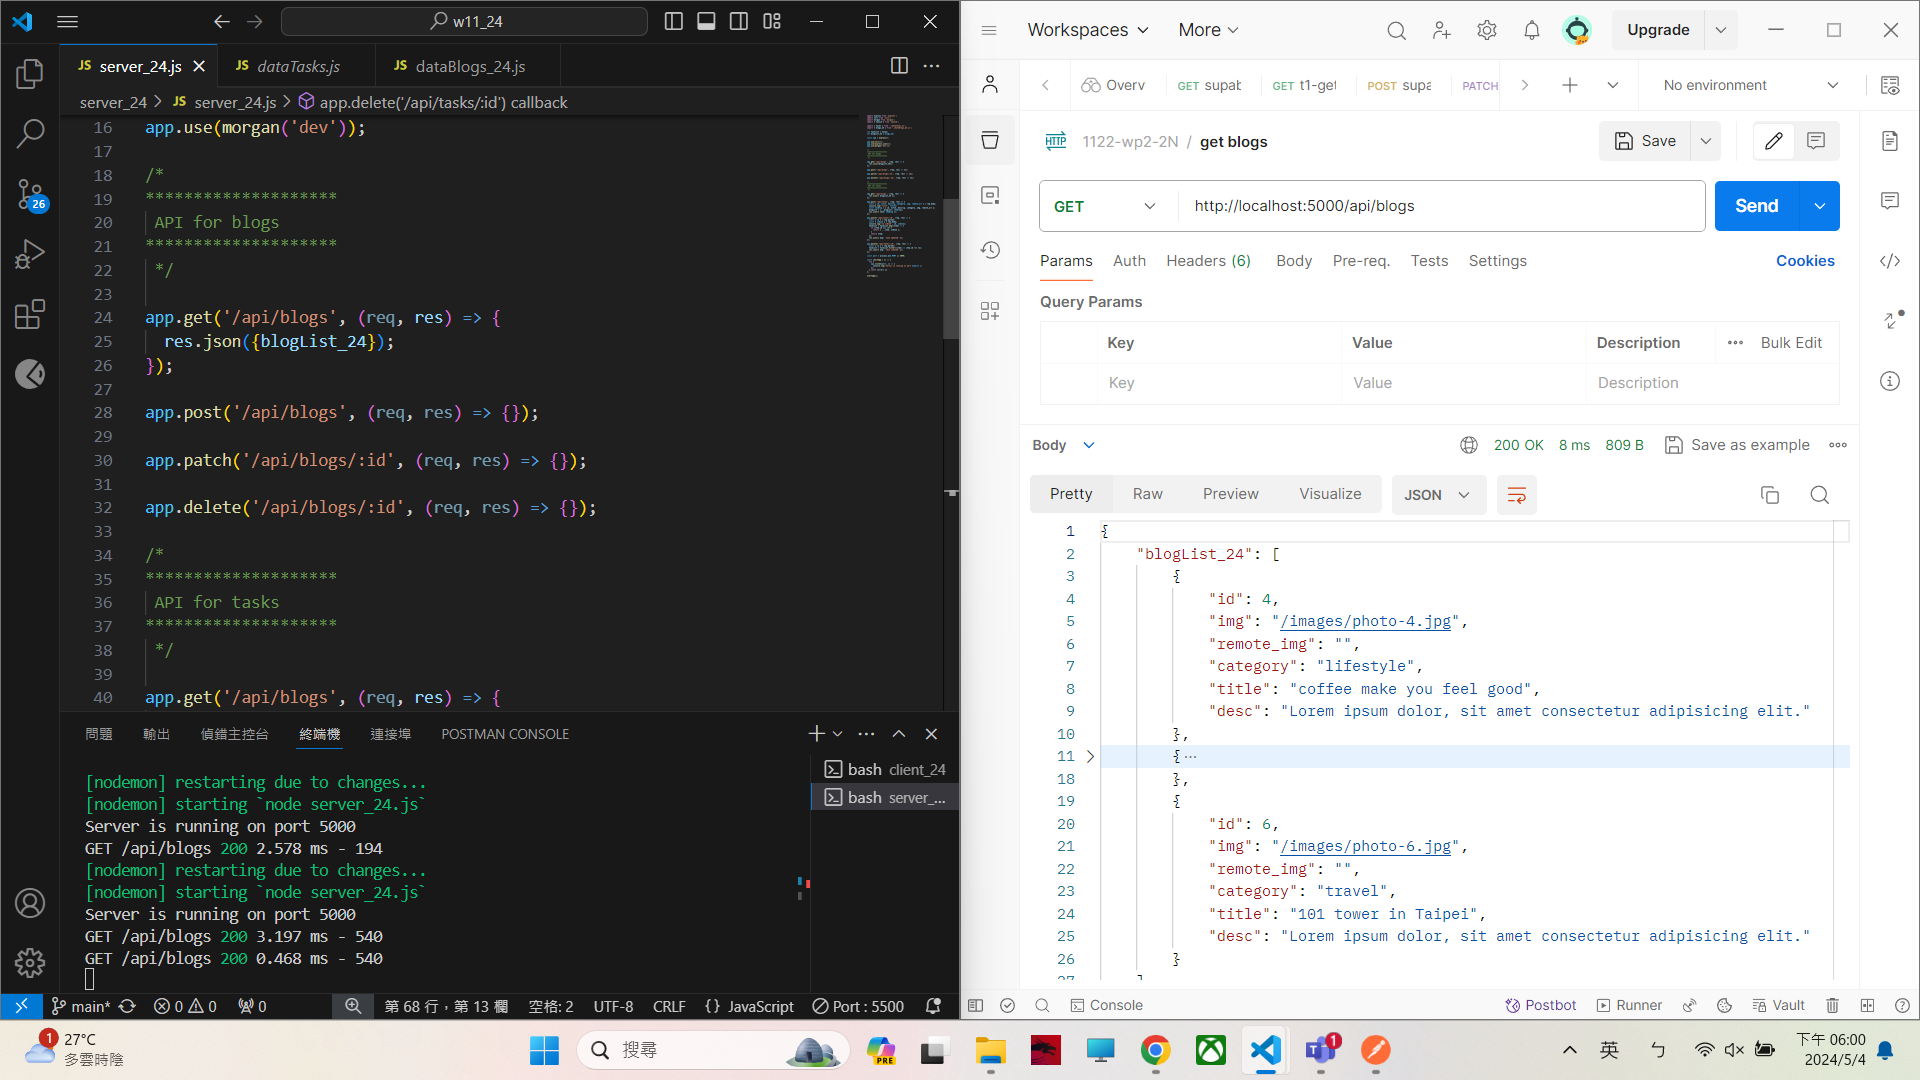 w11_24
JS server_24.js
JS dataTasks.js
JS dataBlogs_24.js
server_24 > JS server_24.js > app.delete('/api/tasks/:id') callback
16 app.use(morgan('dev'));
17
18 /*
19 ********************
20 API for blogs
21 ********************
22 */
23
24 app.get('/api/blogs', (req, res) => {
25 res.json({blogList_24});
26 });
27
28 app.post('/api/blogs', (req, res) => {});
29
30 app.patch('/api/blogs/:id', (req, res) => {});
31
32 app.delete('/api/blogs/:id', (req, res) => {});
33
34 /*
35 ********************
36 API for tasks
37 ********************
38 */
39
40 app.get('/api/blogs', (req, res) => {
26
問題 輸出 偵錯主控台 終端機 連接埠 POSTMAN CONSOLE
[nodemon] restarting due to changes...
[nodemon] starting `node server_24.js`
Server is running on port 5000
GET /api/blogs 200 2.578 ms - 194
[nodemon] restarting due to changes...
[nodemon] starting `node server_24.js`
Server is running on port 5000
GET /api/blogs 200 3.197 ms - 540
GET /api/blogs 200 0.468 ms - 540
bash client_24
bash server_...
main* 0 0 0 第 68 行，第 13 欄 空格: 2 UTF-8 CRLF {} JavaScript Port : 5500
Workspaces More Upgrade
Overv GET supab GET t1-get POST supa PATCH No environment
HTTP 1122-wp2-2N / get blogs Save
GET http://localhost:5000/api/blogs Send
Params Auth Headers (6) Body Pre-req. Tests Settings Cookies
Query Params
Key Value Description Bulk Edit
Key Value Description
Body 200 OK 8 ms 809 B Save as example
Pretty Raw Preview Visualize JSON
1 {
2 "blogList_24": [
3 {
4 "id": 4,
5 "img": "/images/photo-4.jpg",
6 "remote_img": "",
7 "category": "lifestyle",
8 "title": "coffee make you feel good",
9 "desc": "Lorem ipsum dolor, sit amet consectetur adipisicing elit."
10 },
11 {...
18 },
19 {
20 "id": 6,
21 "img": "/images/photo-6.jpg",
22 "remote_img": "",
23 "category": "travel",
24 "title": "101 tower in Taipei",
25 "desc": "Lorem ipsum dolor, sit amet consectetur adipisicing elit."
26 }
27 ]
Console Postbot Runner Vault
1 27°C
多雲時陰
搜尋
PRE
1
英 ㄅ
下午 06:00
2024/5/4